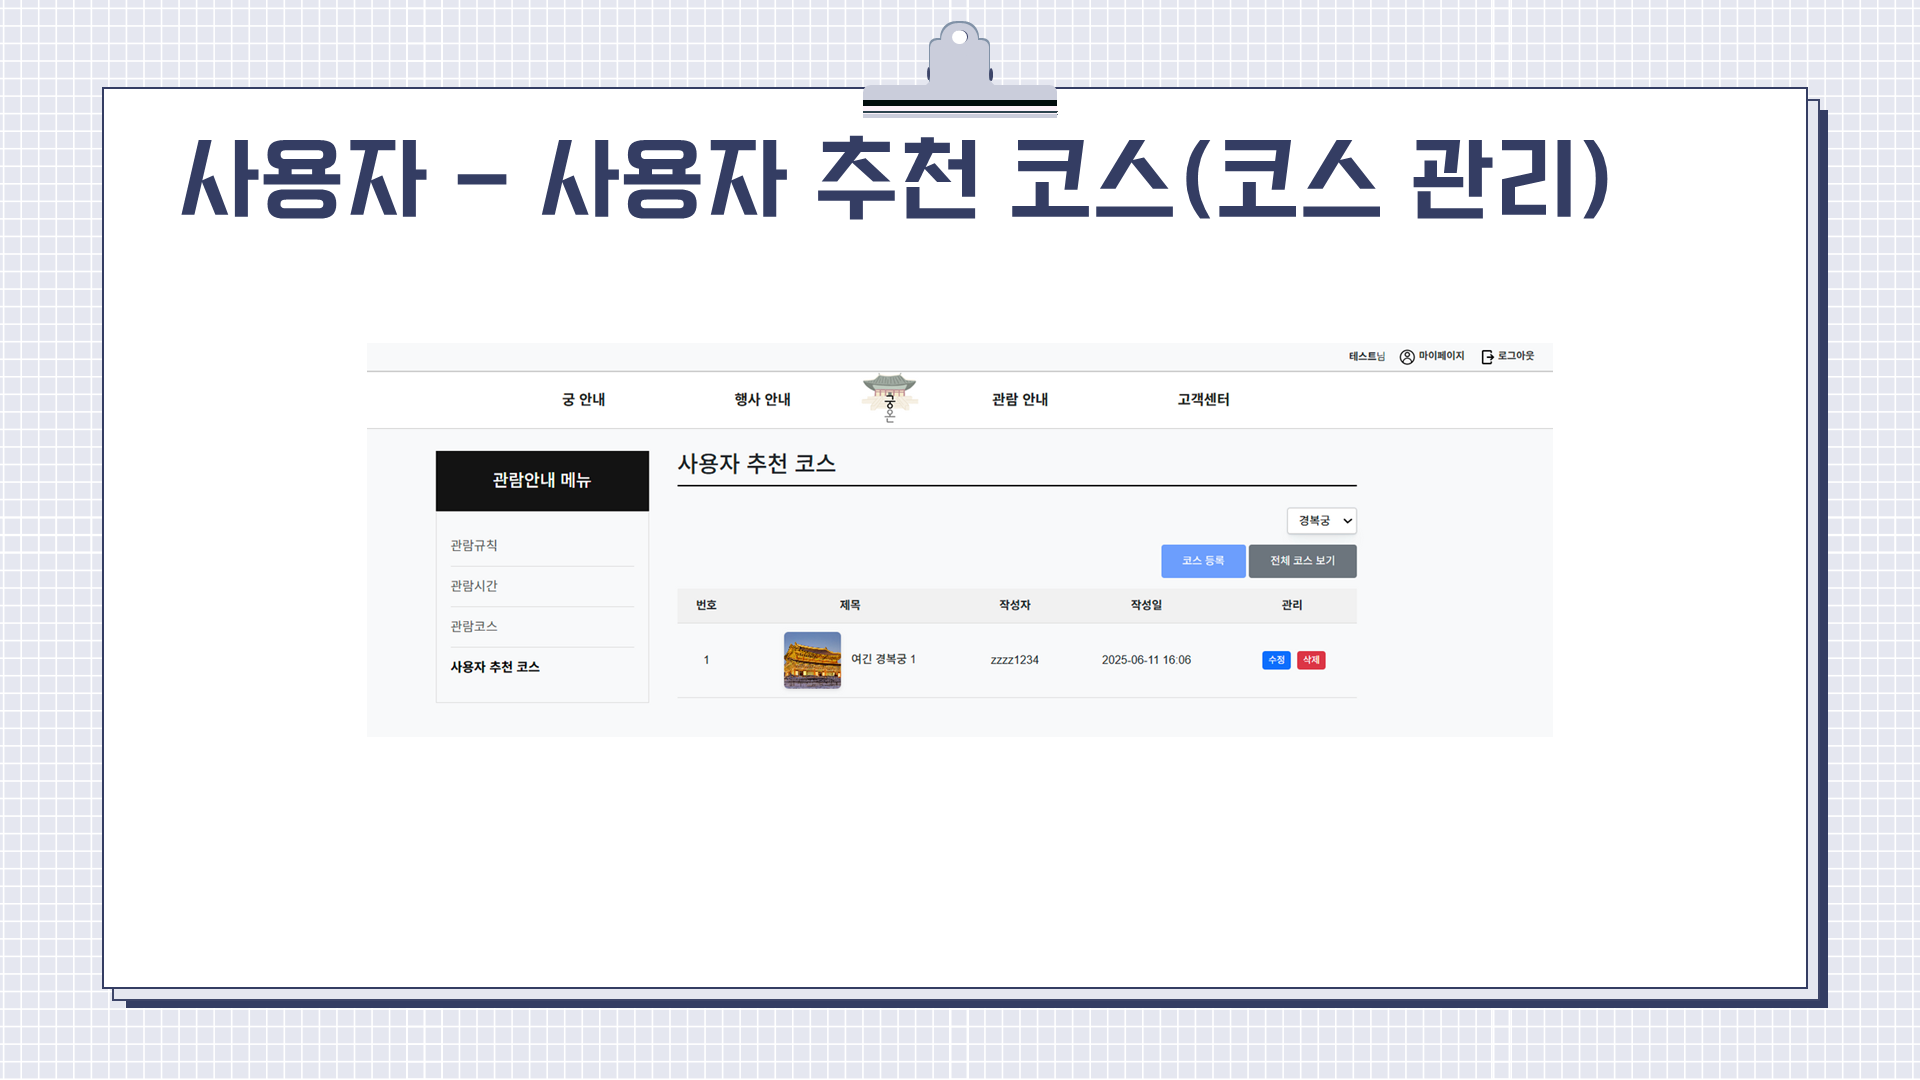 사용자 - 사용자 추천 코스(코스 관리)
테스트님 마이페이지 로그아웃
궁 안내 행사 안내 궁온 관람 안내 고객센터
관람안내 메뉴
관람규칙
관람시간
관람코스
사용자 추천 코스
사용자 추천 코스
경복궁
코스 등록 전체 코스 보기
번호 제목 작성자 작성일 관리
1 여긴 경복궁 1 zzzz1234 2025-06-11 16:06 수정 삭제